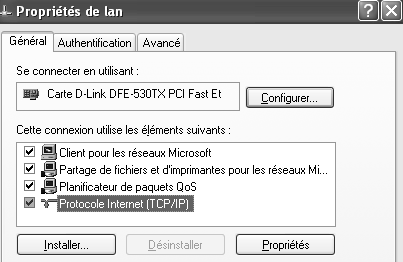 Propriétés de lan
Général Authentification Avancé
Se connecter en utilisant :
Carte D-Link DFE-530TX PCI Fast Et Configurer...
Cette connexion utilise les éléments suivants :
Client pour les réseaux Microsoft
Partage de fichiers et d'imprimantes pour les réseaux Mi...
Planificateur de paquets QoS
Protocole Internet (TCP/IP)
Installer... Désinstaller Propriétés